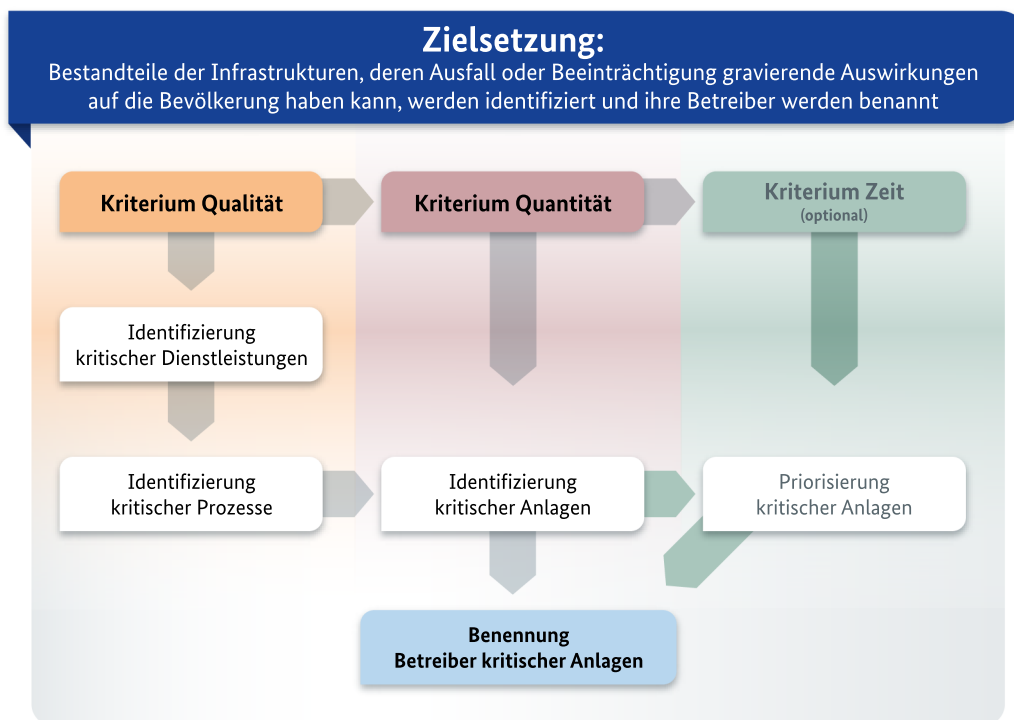 Zielsetzung:
Bestandteile der Infrastrukturen, deren Ausfall oder Beeinträchtigung gravierende Auswirkungen
auf die Bevölkerung haben kann, werden identifiziert und ihre Betreiber werden benannt
Kriterium Qualität
Kriterium Quantität
Kriterium Zeit
(optional)
Identifizierung
kritischer Dienstleistungen
Identifizierung
kritischer Prozesse
Identifizierung
kritischer Anlagen
Priorisierung
kritischer Anlagen
Benennung
Betreiber kritischer Anlagen